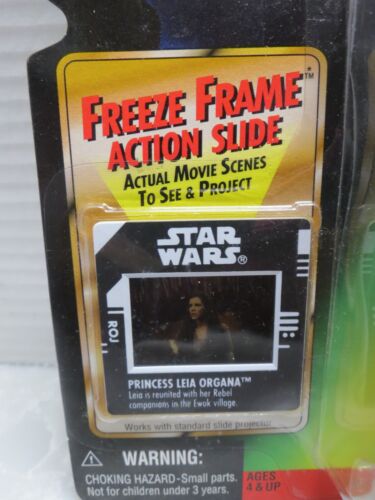 FREEZE FRAME™
ACTION SLIDE
ACTUAL MOVIE SCENES
TO SEE & PROJECT
STAR
WARS®
ROJ
PRINCESS LEIA ORGANA™
Leia is reunited with her Rebel
companions in the Ewok village.
Works with standard slide projector
⚠ WARNING:
CHOKING HAZARD-Small parts.
Not for children under 3 years.
AGES
4 & UP